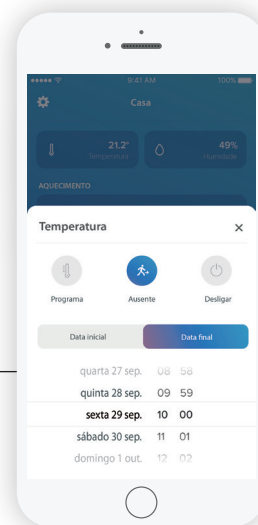 9:41 AM 100%
Casa
21.2° 49%
Temperatura Humidade
AQUECIMENTO
Temperatura
Programa Ausente Desligar
Data inicial Data final
quarta 27 sep. 08 58
quinta 28 sep. 09 59
sexta 29 sep. 10 00
sábado 30 sep. 11 01
domingo 1 out. 12 02